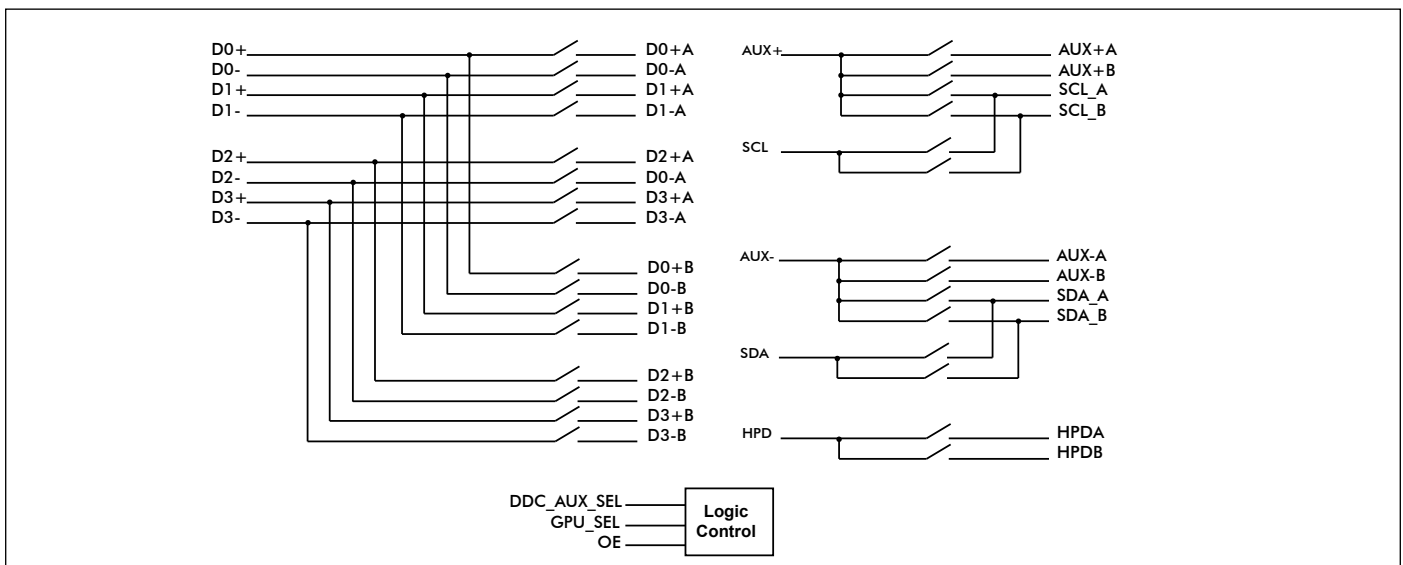 D0+
D0-
D1+
D1-
D2+
D2-
D3+
D3-
D0+A
D0-A
D1+A
D1-A
D2+A
D0-A
D3+A
D3-A
D0+B
D0-B
D1+B
D1-B
D2+B
D2-B
D3+B
D3-B
AUX+
SCL
AUX+A
AUX+B
SCL_A
SCL_B
AUX-
SDA
AUX-A
AUX-B
SDA_A
SDA_B
HPD
HPDA
HPDB
DDC_AUX_SEL
GPU_SEL
OE
Logic
Control